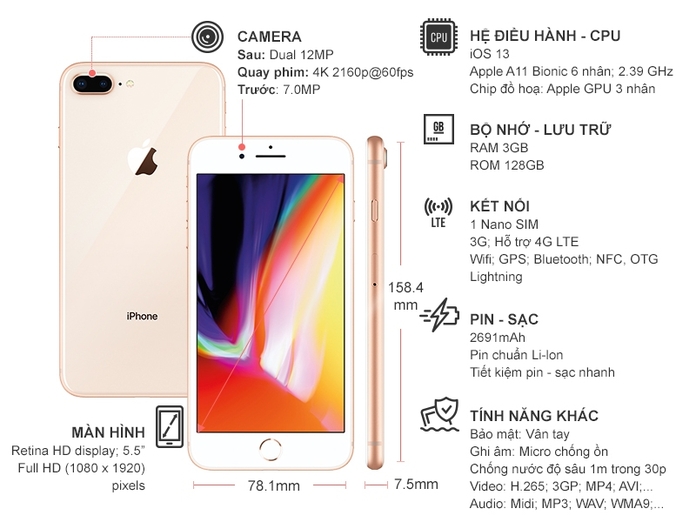 CAMERA
Sau: Dual 12MP
Quay phim: 4K 2160p@60fps
Trước: 7.0MP
iPhone
MÀN HÌNH
Retina HD display; 5.5”
Full HD (1080 x 1920)
pixels
158.4
mm
78.1mm
7.5mm
CPU
HỆ ĐIỀU HÀNH - CPU
iOS 13
Apple A11 Bionic 6 nhân; 2.39 GHz
Chip đồ hoạ: Apple GPU 3 nhân
GB
BỘ NHỚ - LƯU TRỮ
RAM 3GB
ROM 128GB
LTE
KẾT NỐI
1 Nano SIM
3G; Hỗ trợ 4G LTE
Wifi; GPS; Bluetooth; NFC, OTG
Lightning
PIN - SẠC
2691mAh
Pin chuẩn Li-Ion
Tiết kiệm pin - sạc nhanh
TÍNH NĂNG KHÁC
Bảo mật: Vân tay
Ghi âm: Micro chống ồn
Chống nước độ sâu 1m trong 30p
Video: H.265; 3GP; MP4; AVI;...
Audio: Midi; MP3; WAV; WMA9;...